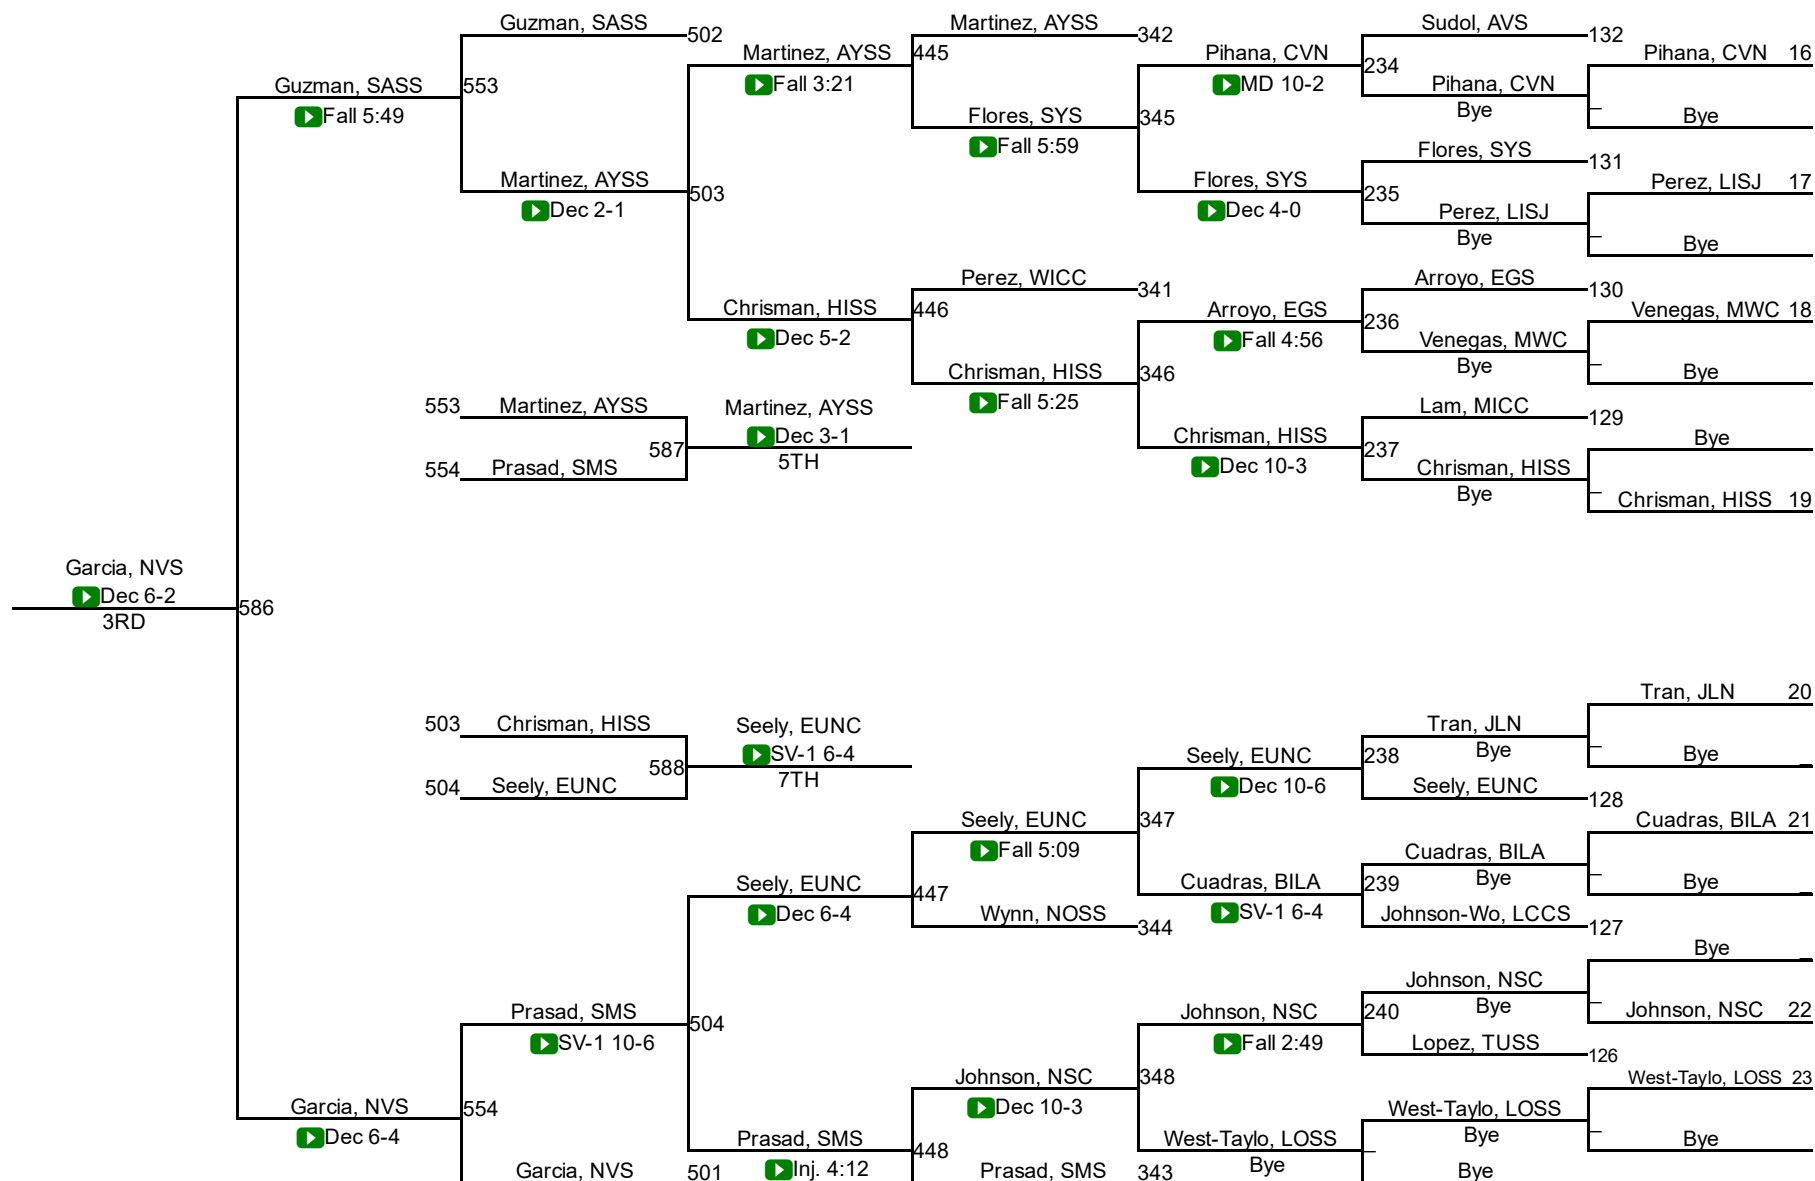 Guzman, SASS
Martinez, AYSS
Sudol, AVS
502
342
132
Martinez, AYSS
445
Pihana, CVN
234
Pihana, CVN 16
Guzman, SASS
553
Fall 3:21
MD 10-2
Pihana, CVN
Fall 5:49
Flores, SYS
345
Bye
Bye
Fall 5:59
Flores, SYS
131
Martinez, AYSS
503
Flores, SYS
235
Perez, LISJ 17
Dec 2-1
Dec 4-0
Perez, LISJ
Bye
Bye
Perez, WICC
341
Arroyo, EGS
130
Chrisman, HISS
446
Arroyo, EGS
236
Venegas, MWC 18
Dec 5-2
Fall 4:56
Venegas, MWC
Bye
Chrisman, HISS
346
Bye
Fall 5:25
553
Martinez, AYSS
Martinez, AYSS
Lam, MICC
129
587
Dec 3-1
Chrisman, HISS
237
Bye
554
Prasad, SMS
5TH
Dec 10-3
Chrisman, HISS
Bye
Chrisman, HISS 19
Garcia, NVS
Dec 6-2
586
3RD
Tran, JLN 20
503
Chrisman, HISS
Seely, EUNC
Tran, JLN
588
SV-1 6-4
Seely, EUNC
238
Bye
Bye
504
Seely, EUNC
7TH
Dec 10-6
Seely, EUNC
128
Seely, EUNC
347
Cuadras, BILA 21
Fall 5:09
Cuadras, BILA
Seely, EUNC
447
Cuadras, BILA
239
Bye
Bye
Dec 6-4
Wynn, NOSS
344
SV-1 6-4
Johnson-Wo, LCCS
127
Bye
Johnson, NSC
Prasad, SMS
504
Johnson, NSC
240
Bye
Johnson, NSC 22
SV-1 10-6
Fall 2:49
Lopez, TUSS
126
Johnson, NSC
348
West-Taylo, LOSS 23
Garcia, NVS
554
Dec 10-3
West-Taylo, LOSS
Dec 6-4
Prasad, SMS
448
West-Taylo, LOSS
Bye
Bye
Garcia, NVS
501
Inj. 4:12
Prasad, SMS
343
Bye
Bye